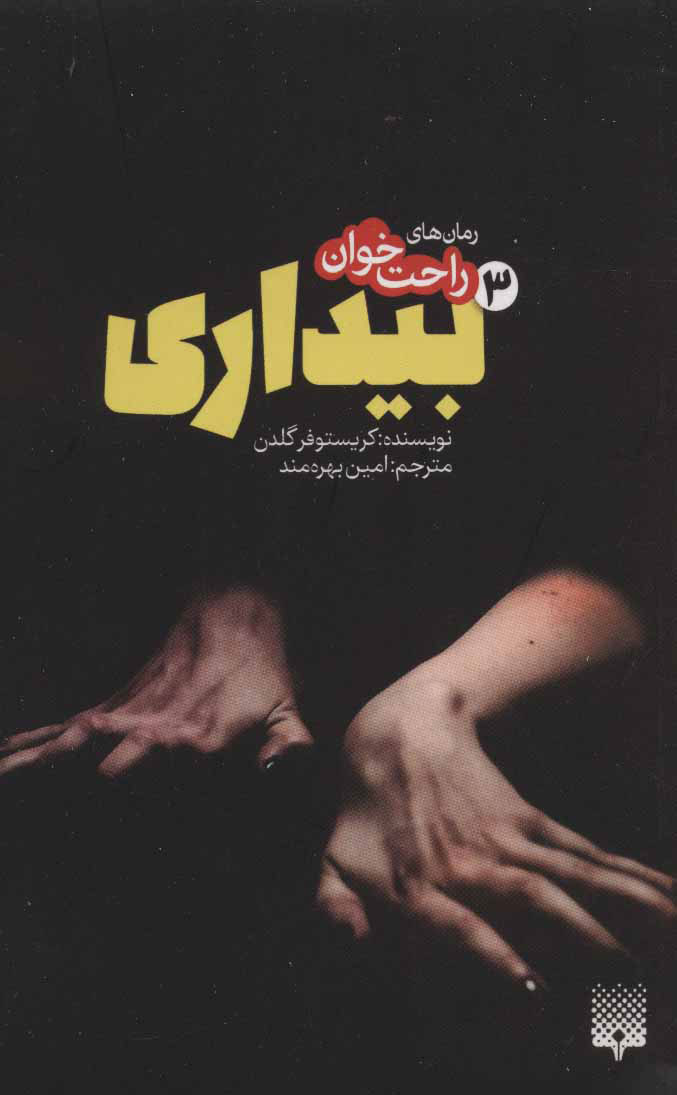 رمان‌های
راحت‌خوان
۳
بیداری
نویسنده: کریستوفر گلدن
مترجم: امین بهره‌مند